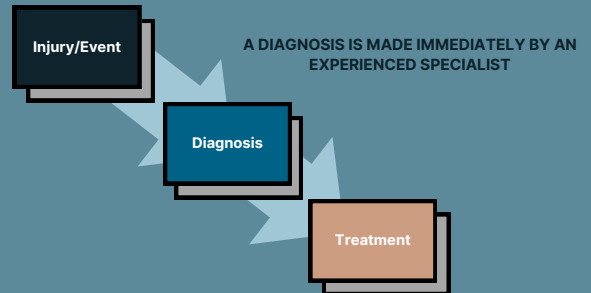 Injury/Event
A DIAGNOSIS IS MADE IMMEDIATELY BY AN
EXPERIENCED SPECIALIST
Diagnosis
Treatment